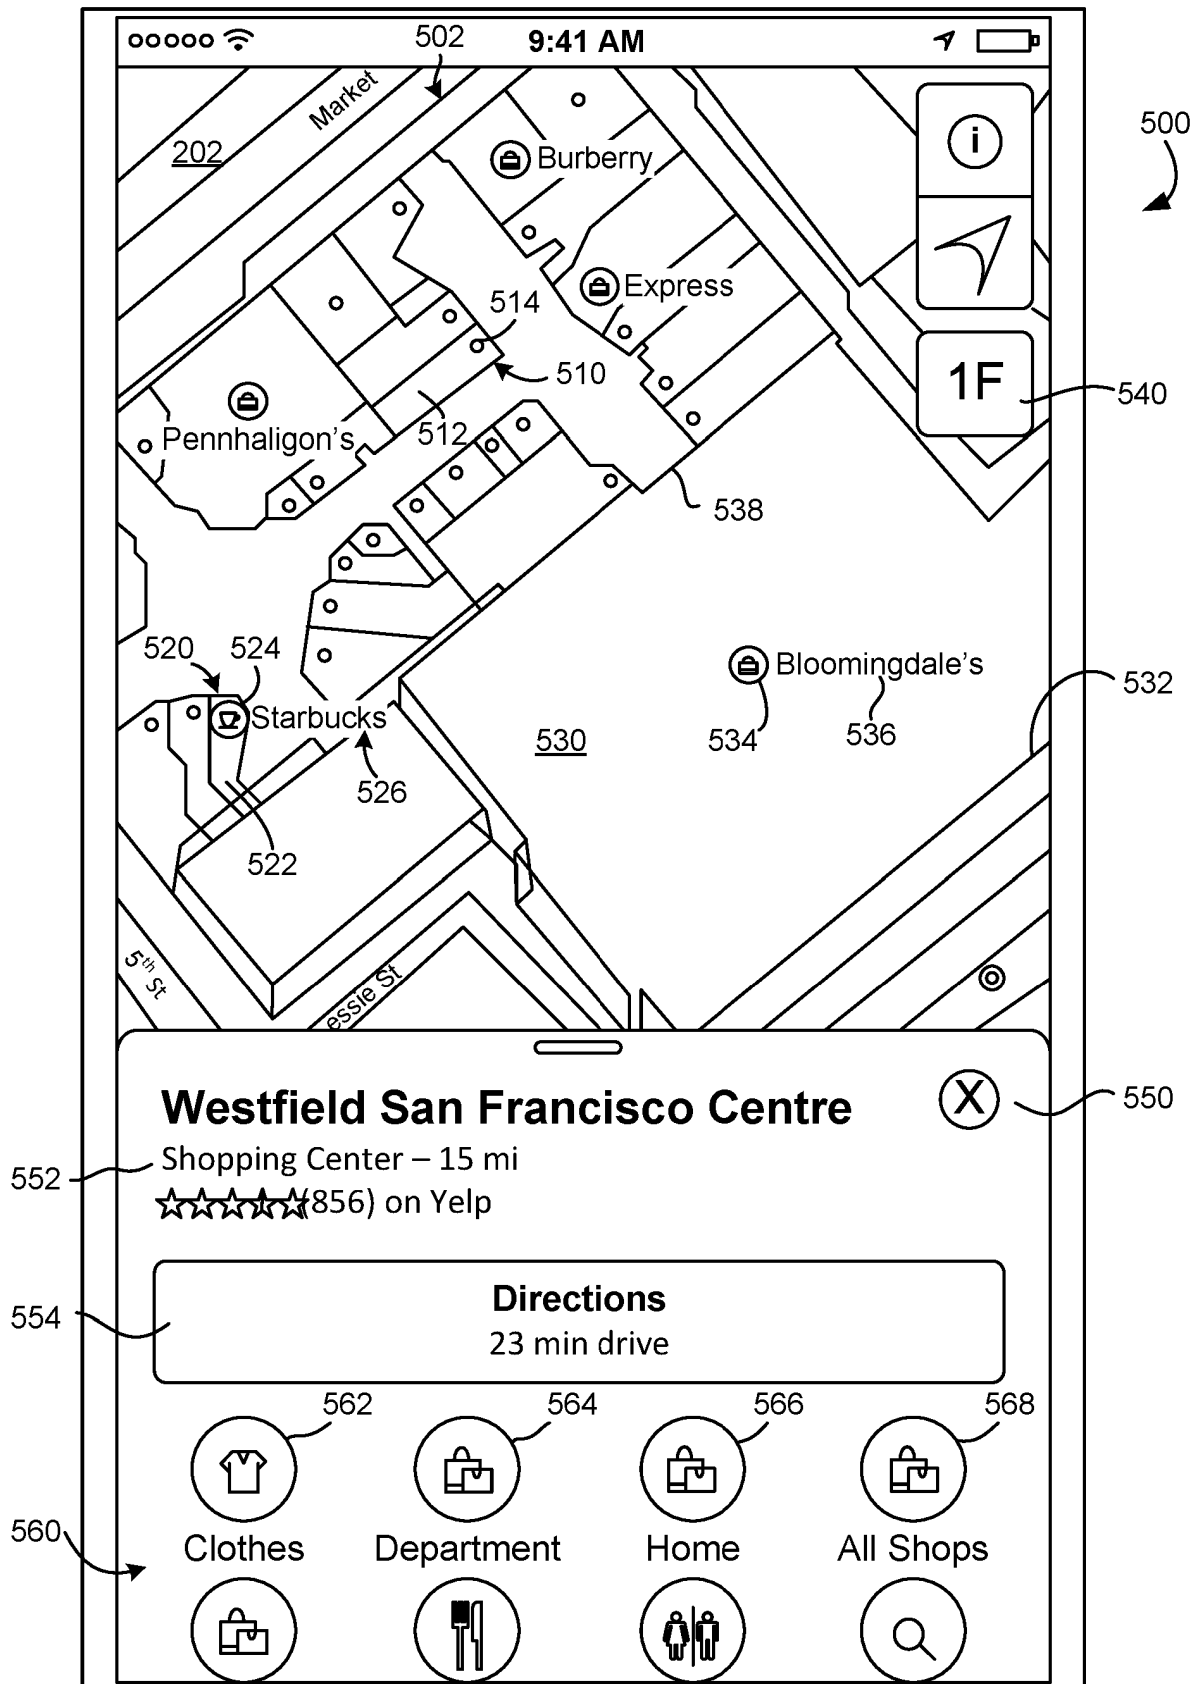 502
9:41 AM
Market
500
202
i
Burberry
Express
514
510
1F
540
Pennhaligon's
512
538
520
524
Bloomingdale's
532
Starbucks
530
534
536
526
522
5th St
essie St
Westfield San Francisco Centre
X
550
552
Shopping Center – 15 mi
(856) on Yelp
Directions
554
23 min drive
562
564
566
568
560
Clothes
Department
Home
All Shops